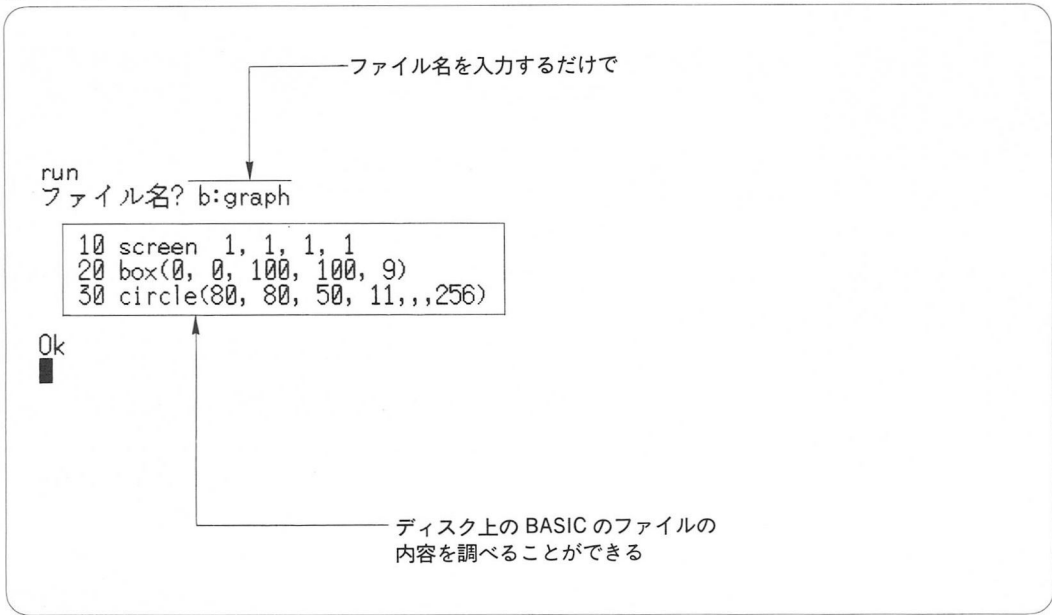 ファイル名を入力するだけで
run
ファイル名? b:graph
10 screen 1, 1, 1, 1
20 box(0, 0, 100, 100, 9)
30 circle(80, 80, 50, 11,,,256)
Ok
ディスク上の BASIC のファイルの
内容を調べることができる